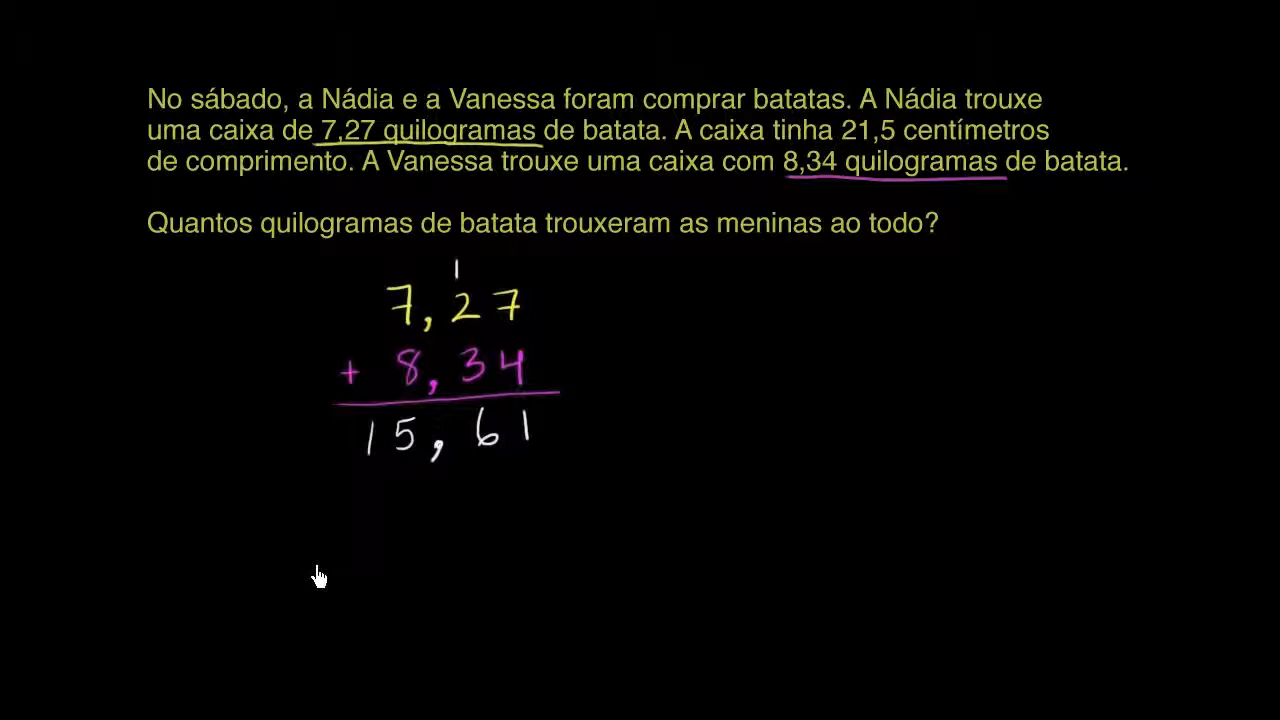 No sábado, a Nádia e a Vanessa foram comprar batatas. A Nádia trouxe
uma caixa de 7,27 quilogramas de batata. A caixa tinha 21,5 centímetros
de comprimento. A Vanessa trouxe uma caixa com 8,34 quilogramas de batata.
Quantos quilogramas de batata trouxeram as meninas ao todo?
1
7,27
+ 8,34
15,61